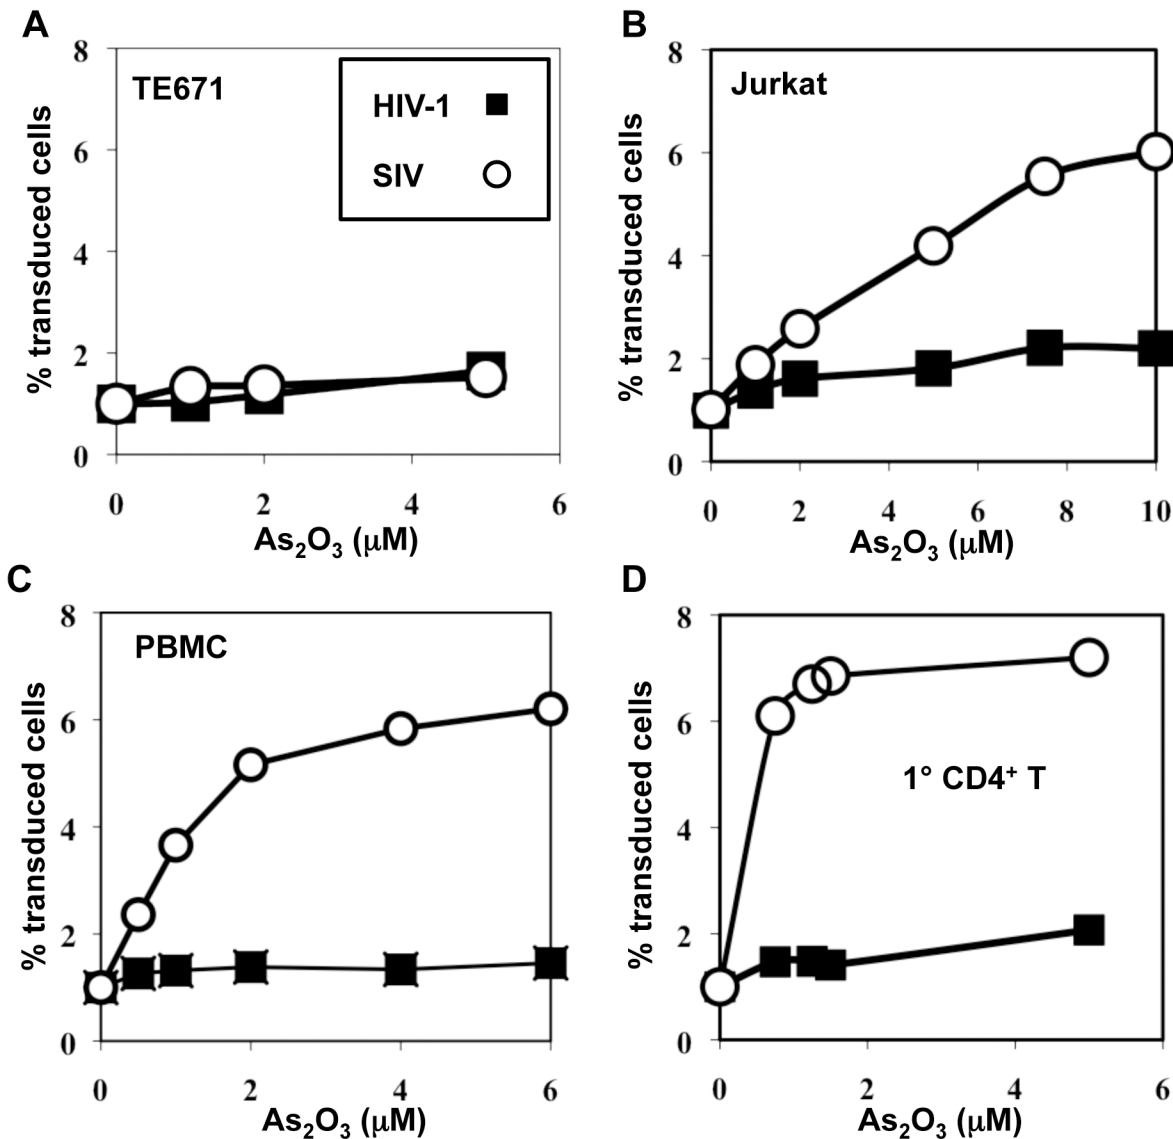 A
TE671
HIV-1
SIV
8
6
4
2
0
% transduced cells
0 2 4 6
As₂O₃ (μM)
B
Jurkat
8
6
4
2
0
% transduced cells
0 2 4 6 8 10
As₂O₃ (μM)
C
PBMC
8
6
4
2
0
% transduced cells
0 2 4 6
As₂O₃ (μM)
D
1° CD4⁺ T
8
6
4
2
0
% transduced cells
0 2 4 6
As₂O₃ (μM)